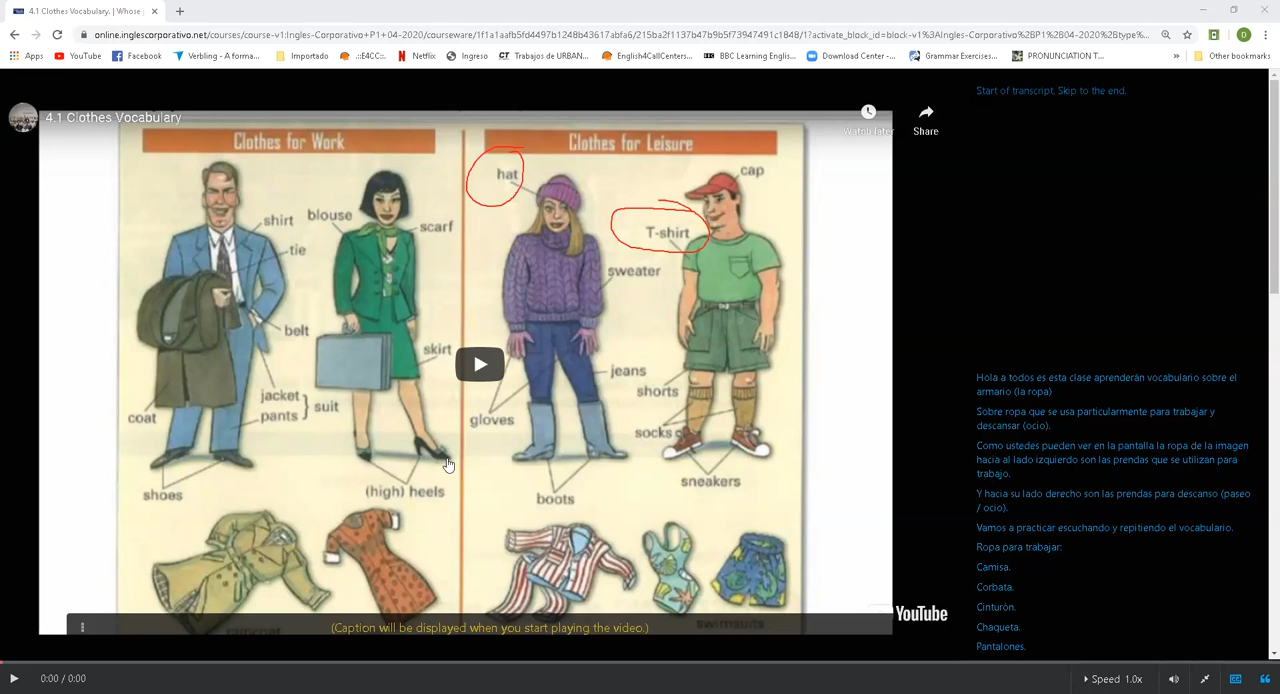 4.1 Clothes Vocabulary. | Whose
online.inglescorporativo.net/courses/course-v1:Ingles-Corporativo+P1+04-2020/courseware/1f1a1aafb5fd4497b1248b43617abfa6/215ba2f1137b47b9b5f73947491c1848/1?activate_block_id=block-v1%3AIngles-Corporativo%2BP1%2B04-2020%2Btype...
Apps YouTube Facebook Verbling - A forma... Importado .::E4CC::. Netflix Ingreso Trabajos de URBAN... English4CallCenters... BBC Learning Engli... Download Center -... Grammar Exercises... PRONUNCIATION T... » Other bookmarks
4.1 Clothes Vocabulary
Watch later
Share
Clothes for Work
Clothes for Leisure
shirt
blouse
scarf
tie
belt
skirt
jacket
pants
suit
coat
shoes
(high) heels
hat
cap
T-shirt
sweater
jeans
shorts
gloves
socks
boots
sneakers
raincoat
swimsuits
YouTube
(Caption will be displayed when you start playing the video.)
Start of transcript. Skip to the end.
Hola a todos es esta clase aprenderán vocabulario sobre el
armario (la ropa)
Sobre ropa que se usa particularmente para trabajar y
descansar (ocio).
Como ustedes pueden ver en la pantalla la ropa de la imagen
hacia al lado izquierdo son las prendas que se utilizan para
trabajo.
Y hacia su lado derecho son las prendas para descanso (paseo
/ ocio).
Vamos a practicar escuchando y repitiendo el vocabulario.
Ropa para trabajar:
Camisa.
Corbata.
Cinturón.
Chaqueta.
Pantalones.
0:00 / 0:00
Speed 1.0x